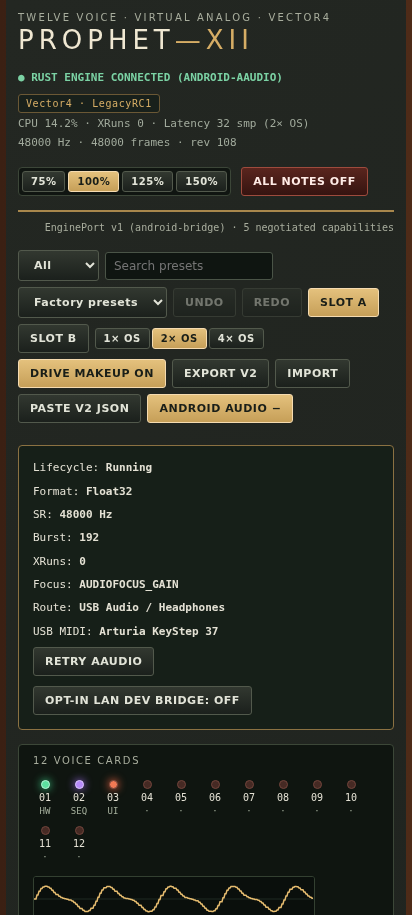 TWELVE VOICE · VIRTUAL ANALOG · VECTOR4
PROPHET—XII
● RUST ENGINE CONNECTED (ANDROID-AAUDIO)
Vector4 · LegacyRC1
CPU 14.2% · XRuns 0 · Latency 32 smp (2× OS)
48000 Hz · 48000 frames · rev 108
75% 100% 125% 150% ALL NOTES OFF
EnginePort v1 (android-bridge) · 5 negotiated capabilities
All Search presets
Factory presets UNDO REDO SLOT A
SLOT B 1× OS 2× OS 4× OS
DRIVE MAKEUP ON EXPORT V2 IMPORT
PASTE V2 JSON ANDROID AUDIO −
Lifecycle: Running
Format: Float32
SR: 48000 Hz
Burst: 192
XRuns: 0
Focus: AUDIOFOCUS_GAIN
Route: USB Audio / Headphones
USB MIDI: Arturia KeyStep 37
RETRY AAUDIO
OPT-IN LAN DEV BRIDGE: OFF
12 VOICE CARDS
01 02 03 04 05 06 07 08 09 10
HW SEQ UI · · · · · · ·
11 12
· ·